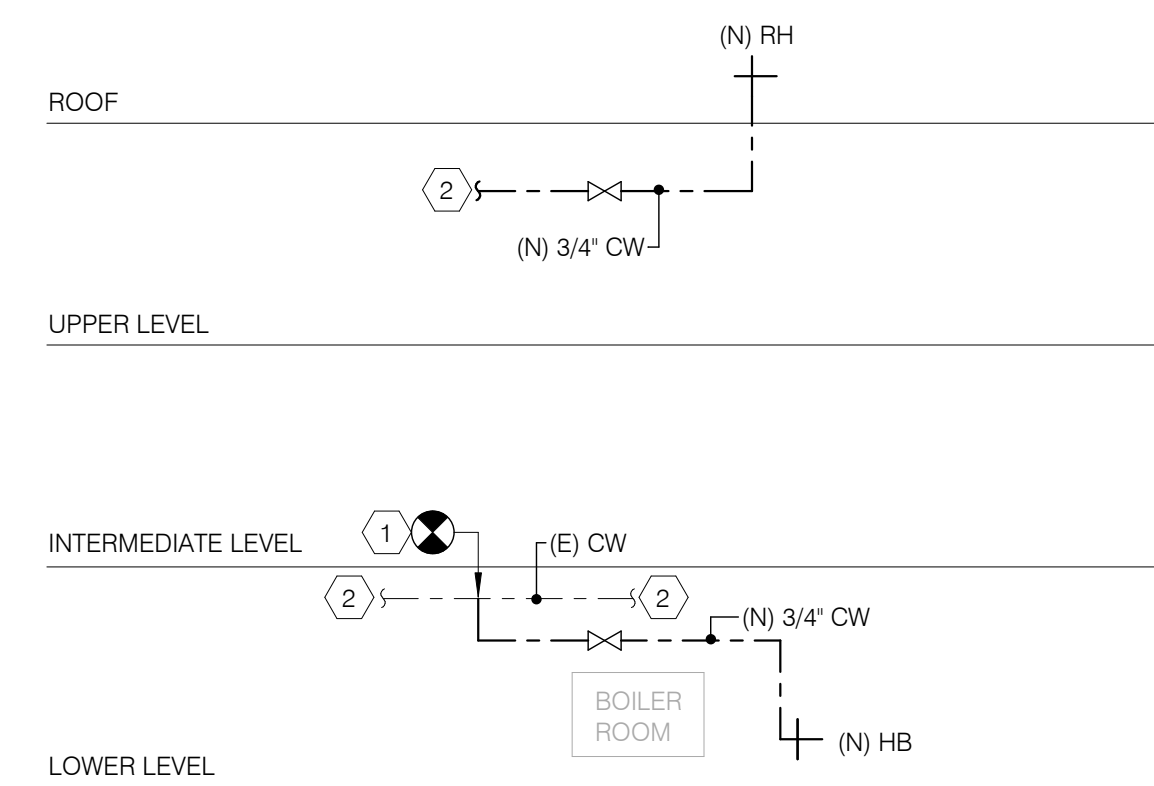 (N) RH
ROOF
2
(N) 3/4" CW
UPPER LEVEL
INTERMEDIATE LEVEL
1
(E) CW
2
2
(N) 3/4" CW
BOILER
ROOM
(N) HB
LOWER LEVEL